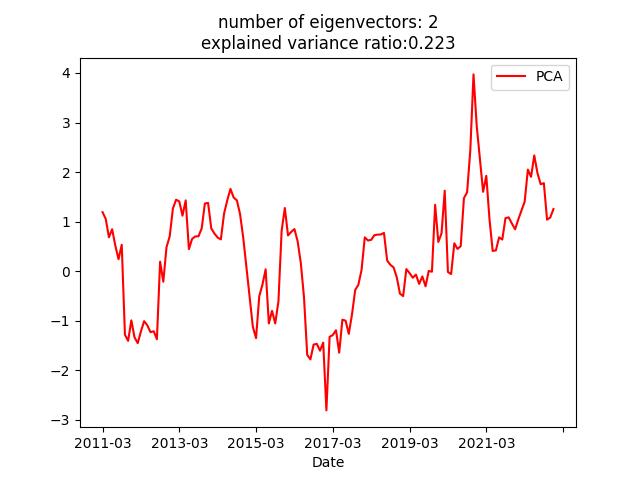 number of eigenvectors: 2
explained variance ratio:0.223
PCA
4
3
2
1
0
−1
−2
−3
2011-03 2013-03 2015-03 2017-03 2019-03 2021-03
Date